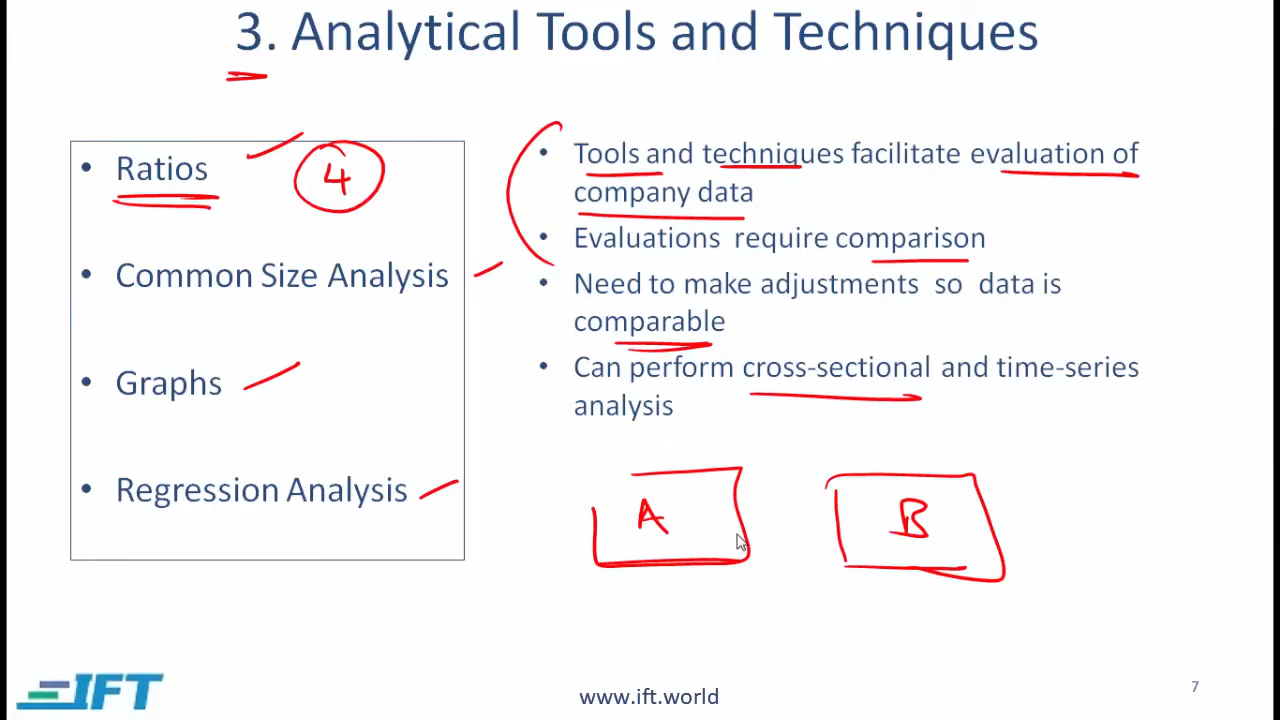 3. Analytical Tools and Techniques
• Ratios
4
• Common Size Analysis
• Graphs
• Regression Analysis
• Tools and techniques facilitate evaluation of
company data
• Evaluations require comparison
• Need to make adjustments so data is
comparable
• Can perform cross-sectional and time-series
analysis
A
B
IFT
www.ift.world
7